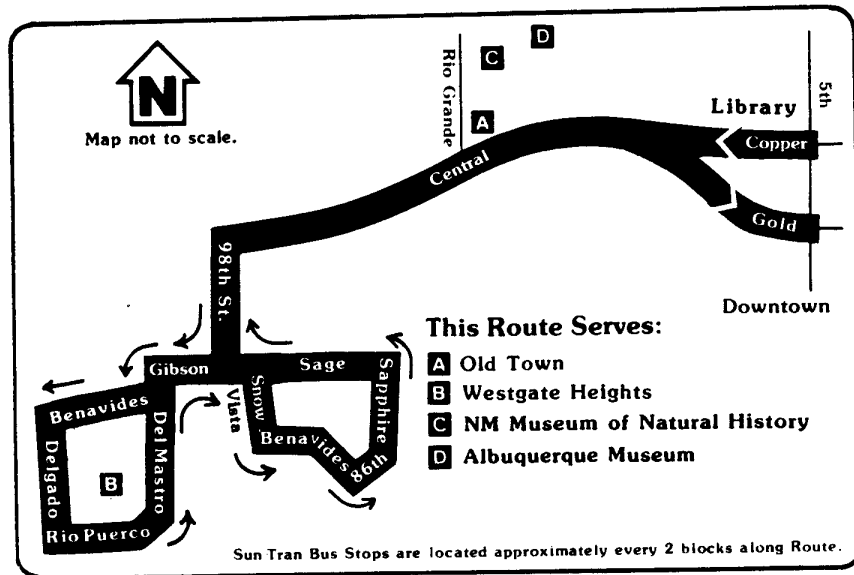 N
Map not to scale.
Rio Grande
D
C
A
5th
Library
Copper
Central
Gold
Downtown
98th St.
Gibson
Sage
Sapphire
Snow
Vista
Benavides
86th
Benavides
Del Mastro
Delgado
B
Rio Puerco
This Route Serves:
A Old Town
B Westgate Heights
C NM Museum of Natural History
D Albuquerque Museum
Sun Tran Bus Stops are located approximately every 2 blocks along Route.